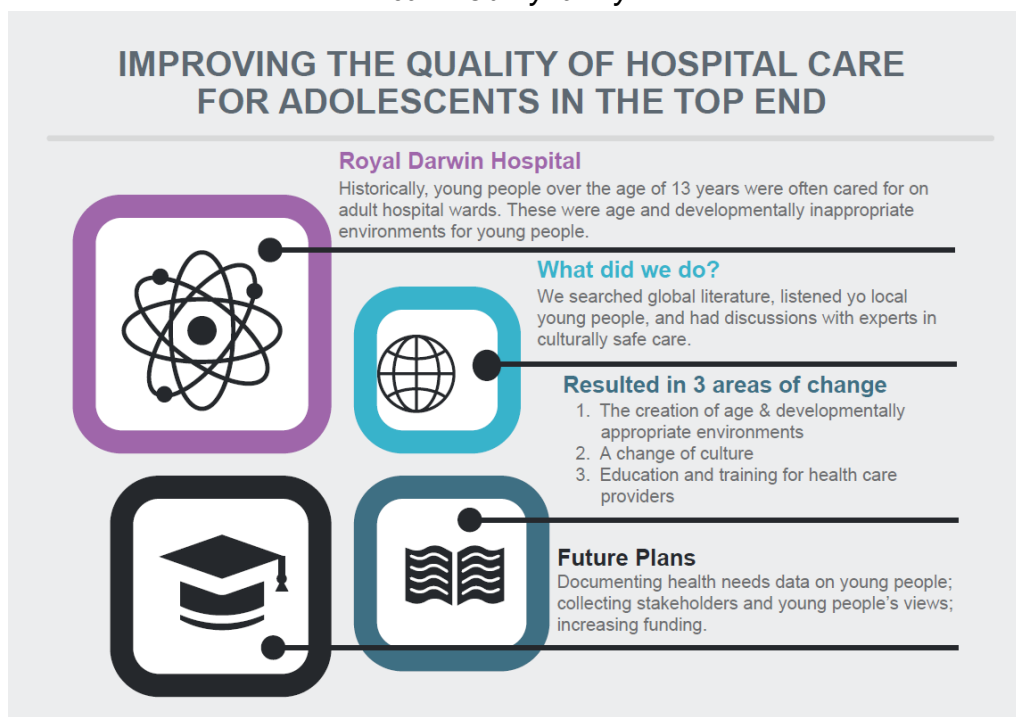 IMPROVING THE QUALITY OF HOSPITAL CARE
FOR ADOLESCENTS IN THE TOP END
Royal Darwin Hospital
Historically, young people over the age of 13 years were often cared for on
adult hospital wards. These were age and developmentally inappropriate
environments for young people.
What did we do?
We searched global literature, listened yo local
young people, and had discussions with experts in
culturally safe care.
Resulted in 3 areas of change
1. The creation of age & developmentally
appropriate environments
2. A change of culture
3. Education and training for health care
providers
Future Plans
Documenting health needs data on young people;
collecting stakeholders and young people's views;
increasing funding.